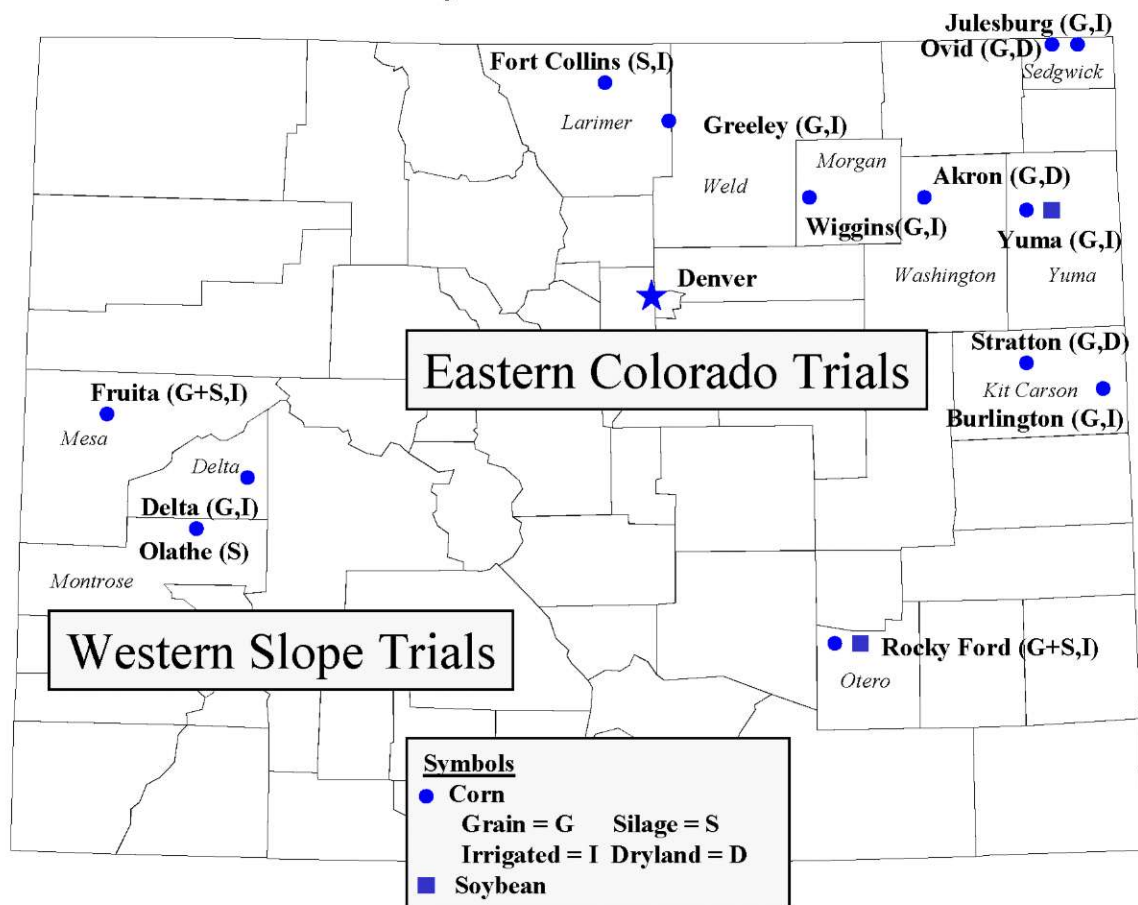 Julesburg (G,I)
Ovid (G,D)
Sedgwick
Fort Collins (S,I)
Larimer
Greeley (G,I)
Morgan
Weld
Akron (G,D)
Wiggins(G,I)
Yuma (G,I)
Washington
Yuma
Denver
Eastern Colorado Trials
Stratton (G,D)
Kit Carson
Burlington (G,I)
Fruita (G+S,I)
Mesa
Delta
Delta (G,I)
Olathe (S)
Montrose
Western Slope Trials
Rocky Ford (G+S,I)
Otero
Symbols
Corn
Grain = G Silage = S
Irrigated = I Dryland = D
Soybean